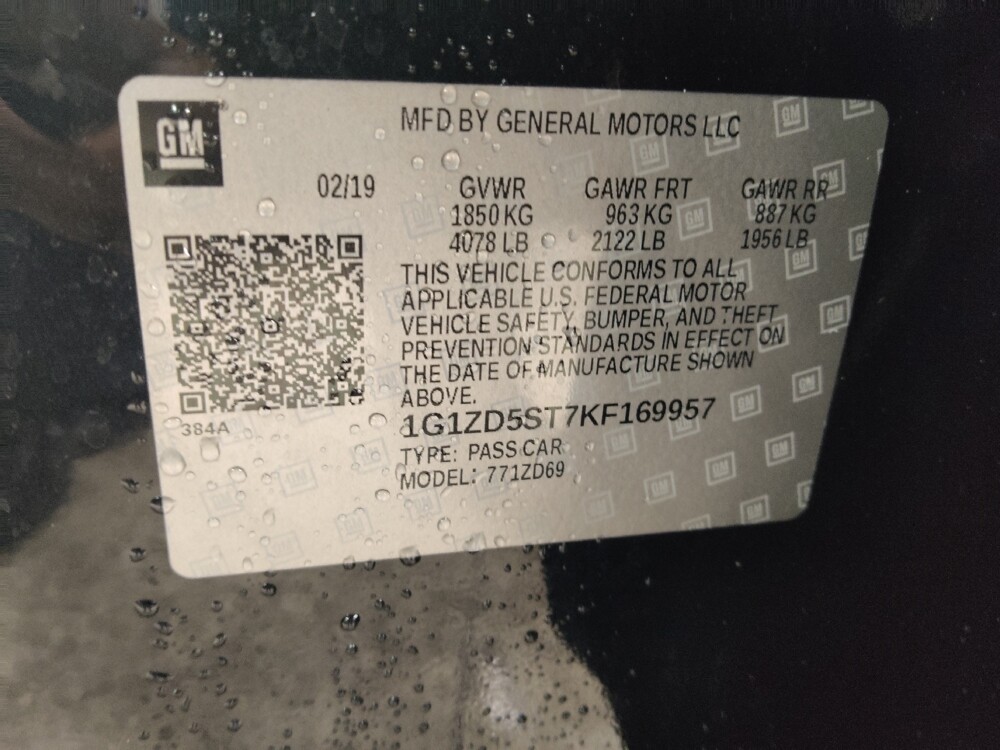 GM
MFD BY GENERAL MOTORS LLC
02/19 GVWR GAWR FRT GAWR RR
1850 KG 963 KG 887 KG
4078 LB 2122 LB 1956 LB
THIS VEHICLE CONFORMS TO ALL
APPLICABLE U.S. FEDERAL MOTOR
VEHICLE SAFETY, BUMPER, AND THEFT
PREVENTION STANDARDS IN EFFECT ON
THE DATE OF MANUFACTURE SHOWN
ABOVE.
384A
1G1ZD5ST7KF169957
TYPE: PASS CAR
MODEL: 771ZD69